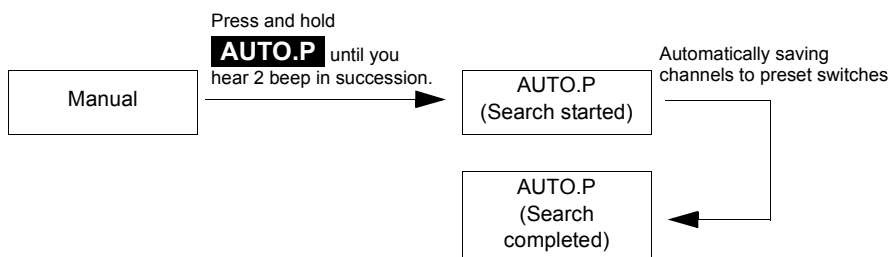 Press and hold
AUTO.P until you
hear 2 beep in succession.
Manual
AUTO.P
(Search started)
Automatically saving
channels to preset switches
AUTO.P
(Search
completed)